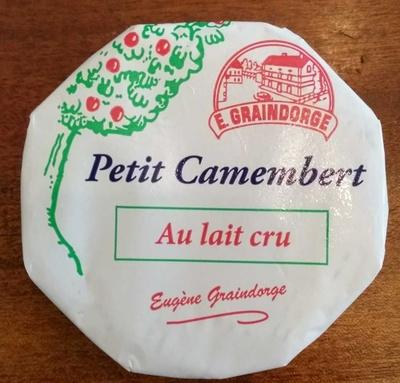 E. GRAINDORGE
Petit Camembert
Au lait cru
Eugène Graindorge